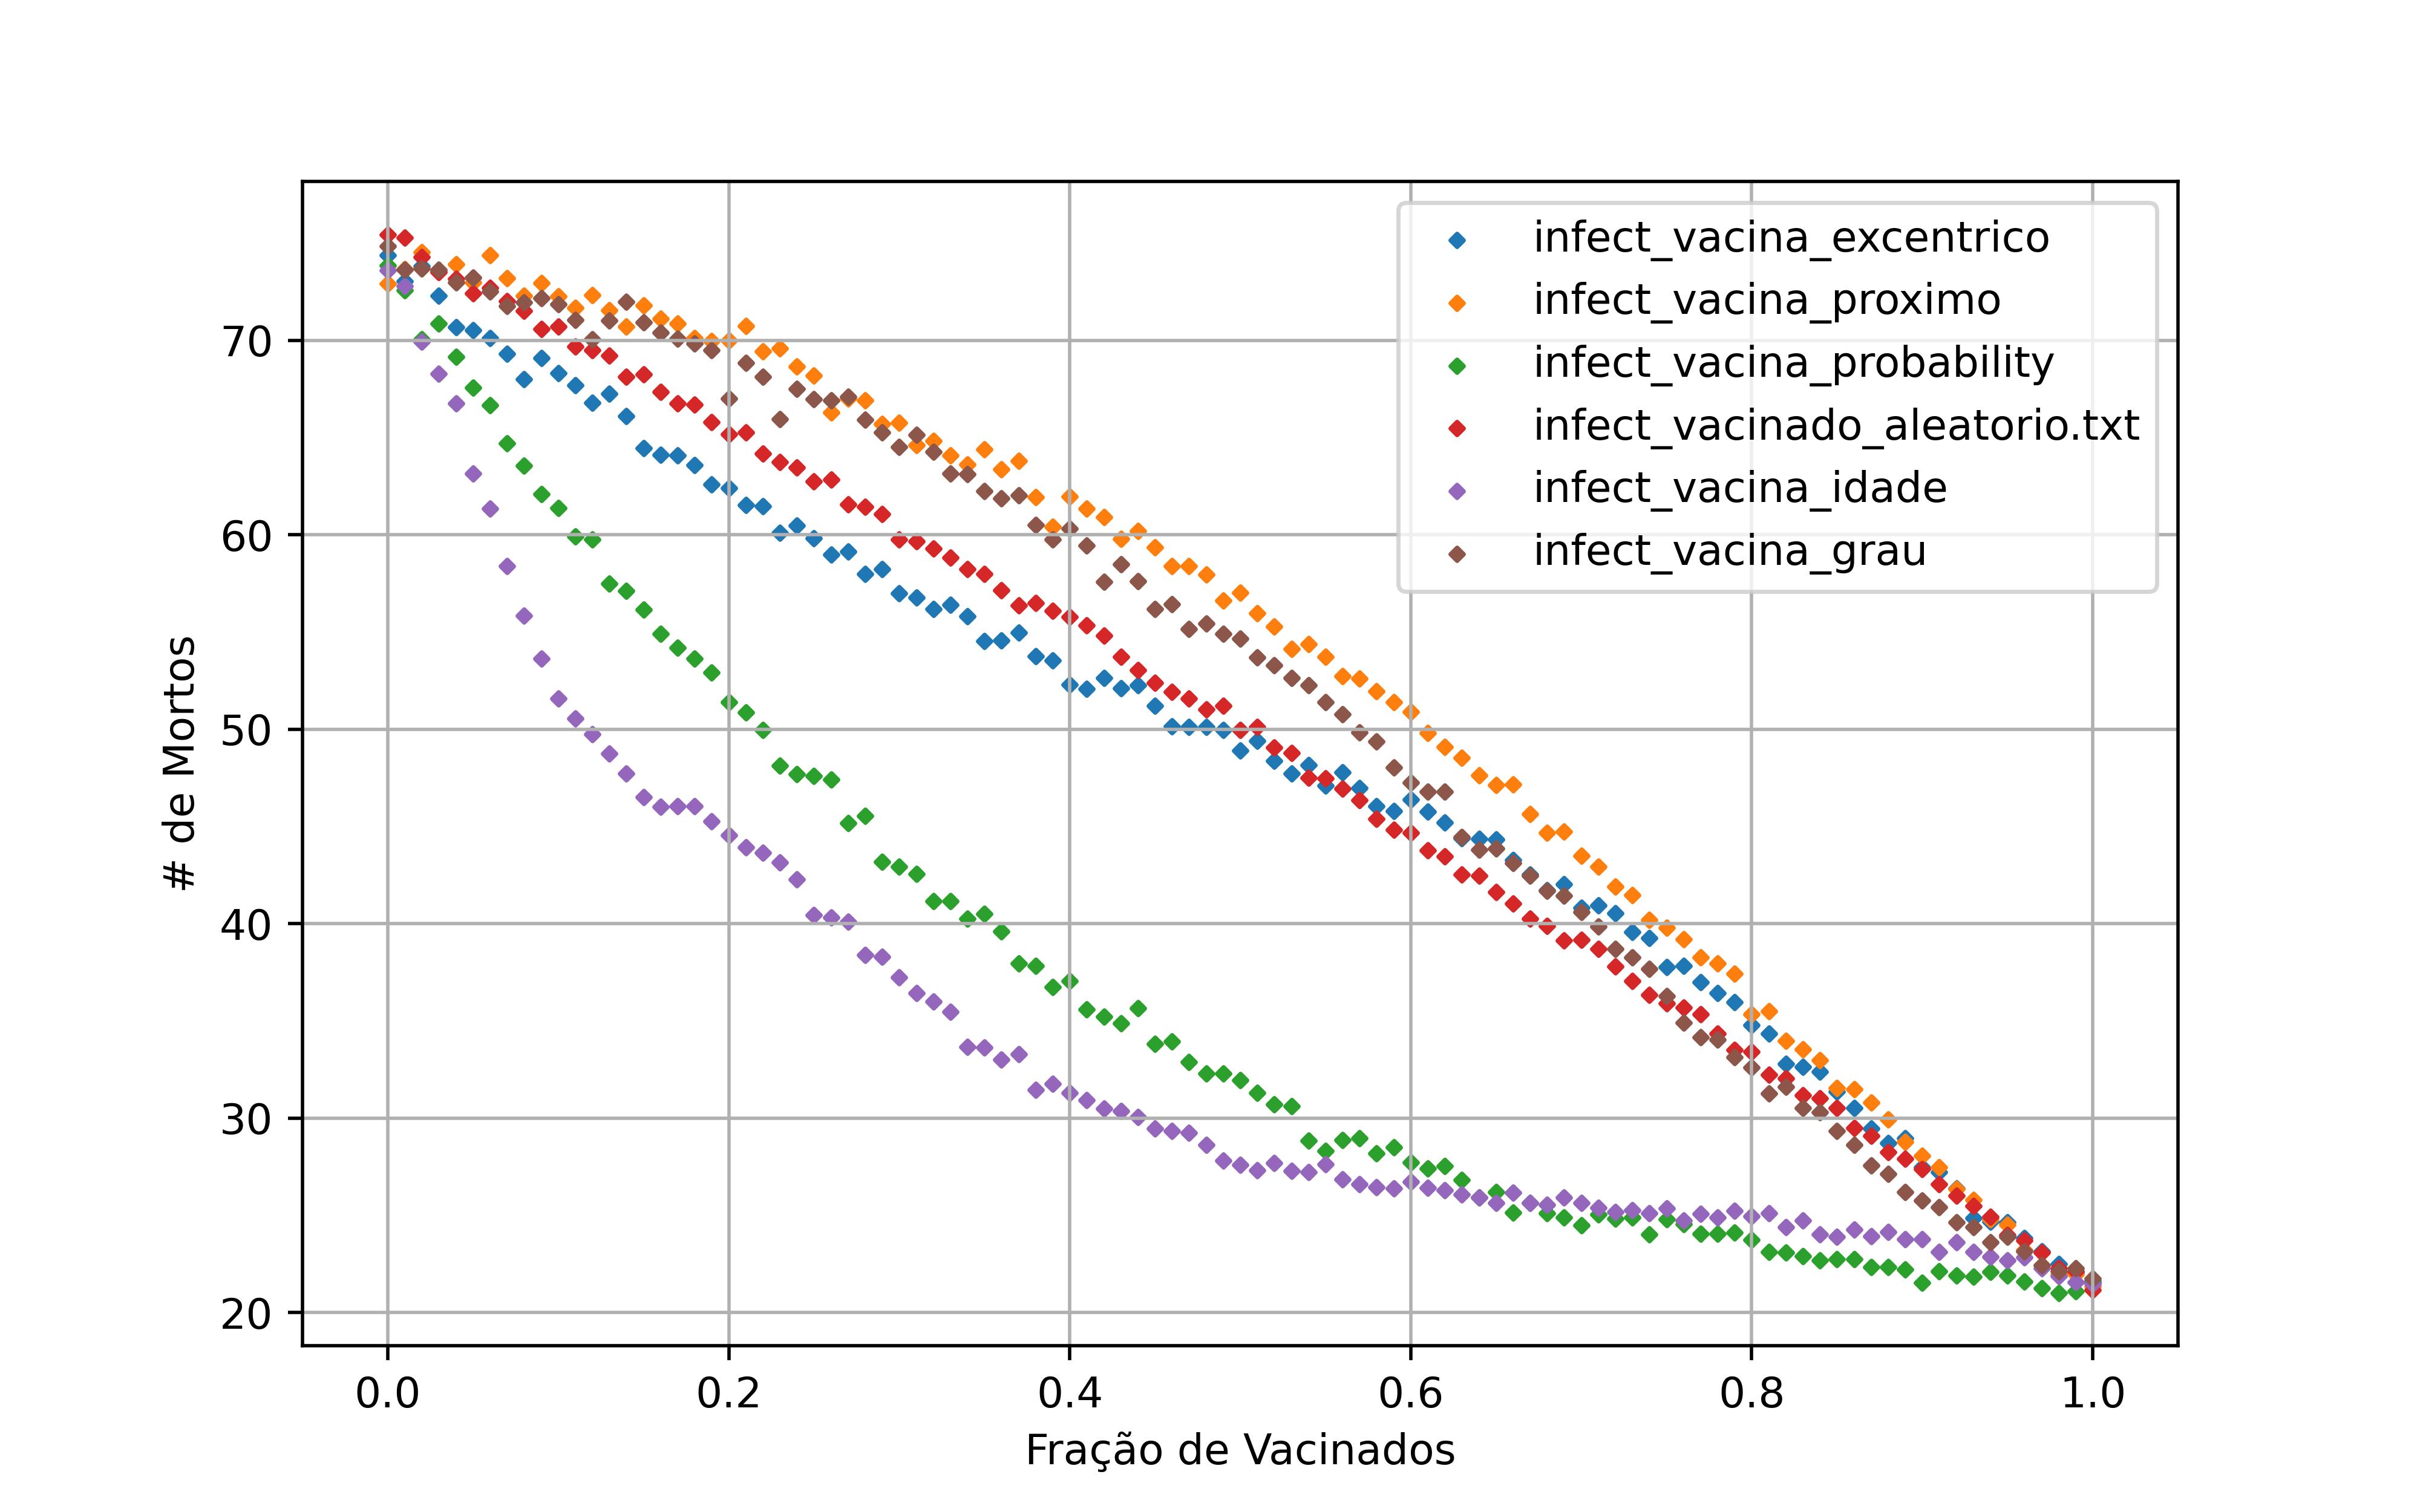 infect_vacina_excentrico
infect_vacina_proximo
infect_vacina_probability
infect_vacinado_aleatorio.txt
infect_vacina_idade
infect_vacina_grau
# de Mortos
70
60
50
40
30
20
0.0 0.2 0.4 0.6 0.8 1.0
Fração de Vacinados